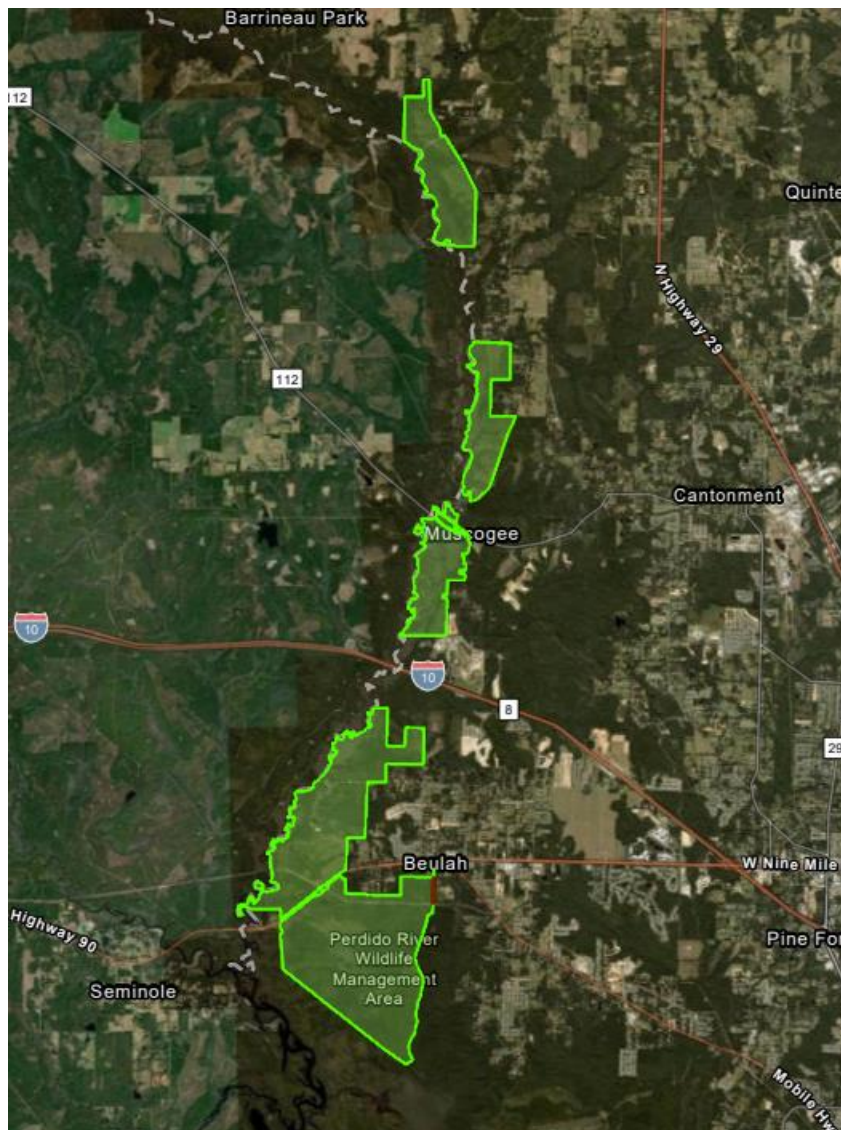 Barrineau Park
112
Quinte
N Highway 29
112
Cantonment
Muscogee
10
10
8
29
Beulah
W Nine Mile
Highway 90
Perdido River
Wildlife
Management
Area
Pine For
Seminole
Mobile Hw